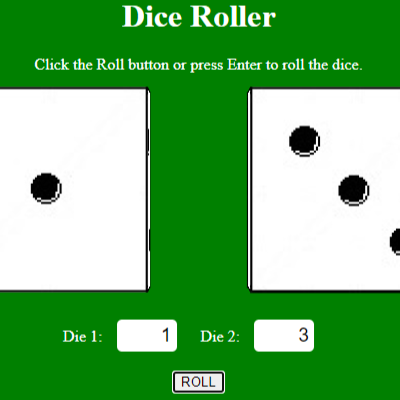 Dice Roller
Click the Roll button or press Enter to roll the dice.
Die 1: 1 Die 2: 3
ROLL